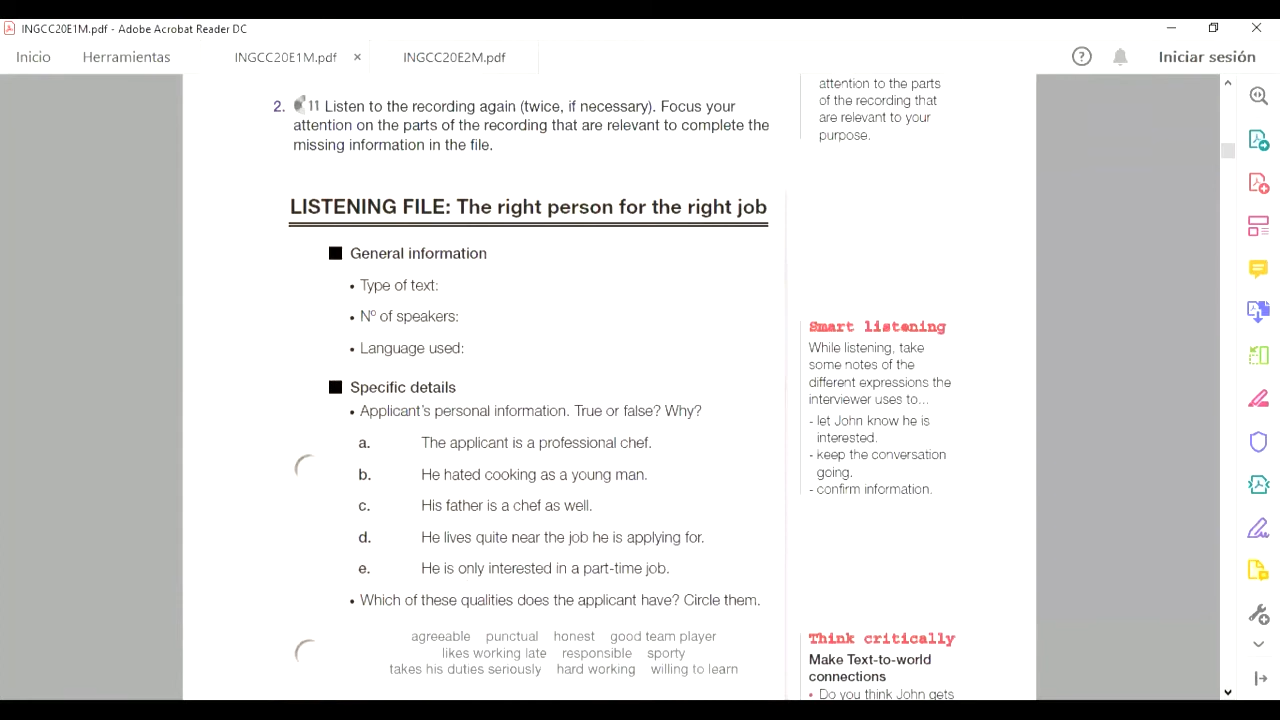 INGCC20E1M.pdf - Adobe Acrobat Reader DC
Inicio Herramientas INGCC20E1M.pdf × INGCC20E2M.pdf ? Iniciar sesión
2. 11 Listen to the recording again (twice, if necessary). Focus your
attention on the parts of the recording that are relevant to complete the
missing information in the file.
attention to the parts
of the recording that
are relevant to your
purpose.
LISTENING FILE: The right person for the right job
General information
• Type of text:
• Nº of speakers:
• Language used:
Specific details
• Applicant's personal information. True or false? Why?
a. The applicant is a professional chef.
b. He hated cooking as a young man.
c. His father is a chef as well.
d. He lives quite near the job he is applying for.
e. He is only interested in a part-time job.
• Which of these qualities does the applicant have? Circle them.
agreeable punctual honest good team player
likes working late responsible sporty
takes his duties seriously hard working willing to learn
Smart listening
While listening, take
some notes of the
different expressions the
interviewer uses to...
- let John know he is
interested.
- keep the conversation
going.
- confirm information.
Think critically
Make Text-to-world
connections
• Do you think John gets